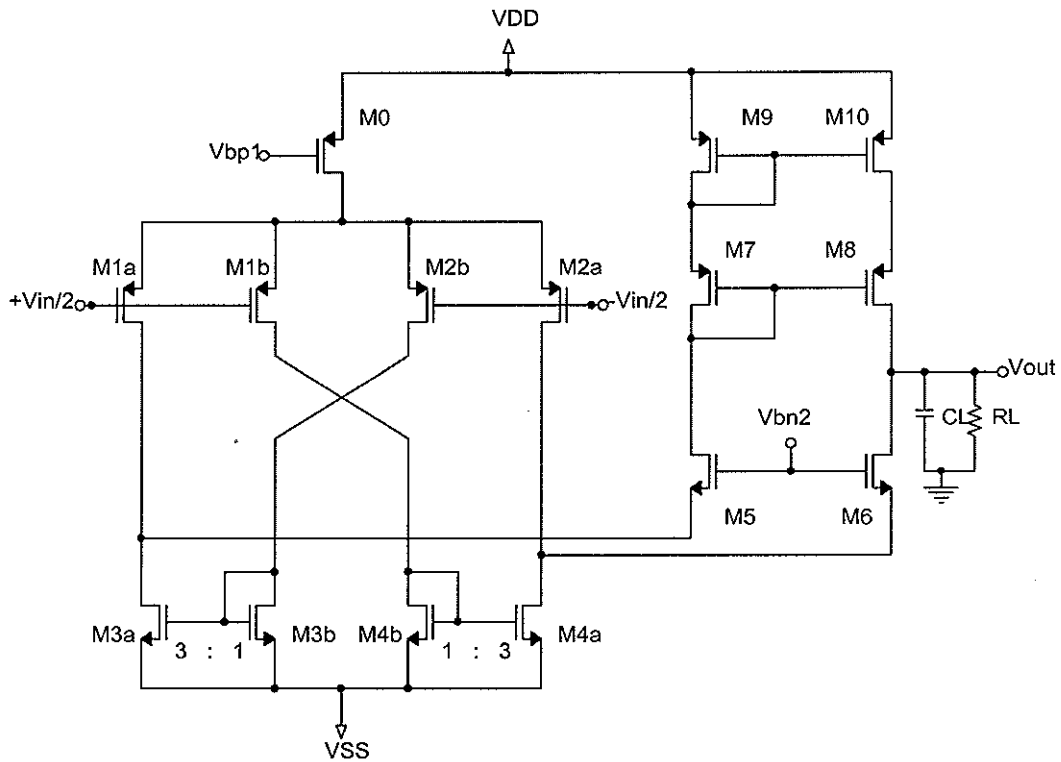 VDD
M0
M9
M10
Vbp1
M7
M8
M1a
M1b
M2b
M2a
+Vin/2
-Vin/2
Vout
Vbn2
CL
RL
M5
M6
M3a
3 : 1
M3b
M4b
1 : 3
M4a
VSS